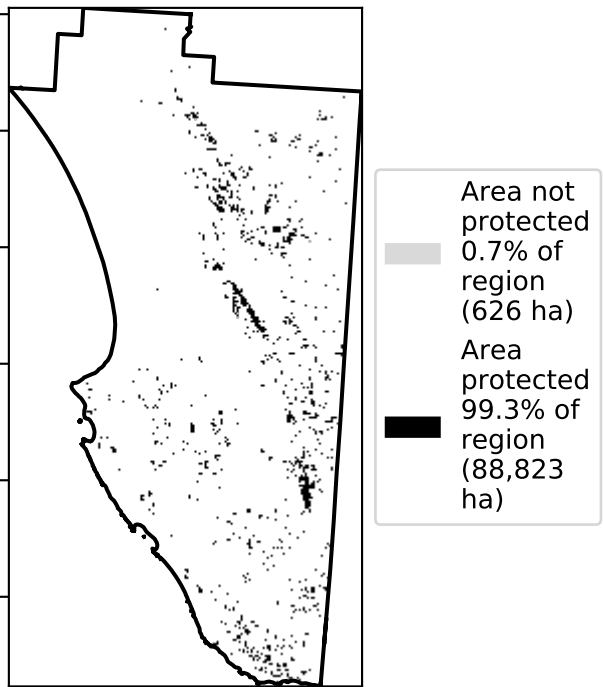 Area not
protected
0.7% of
region
(626 ha)
Area
protected
99.3% of
region
(88,823
ha)